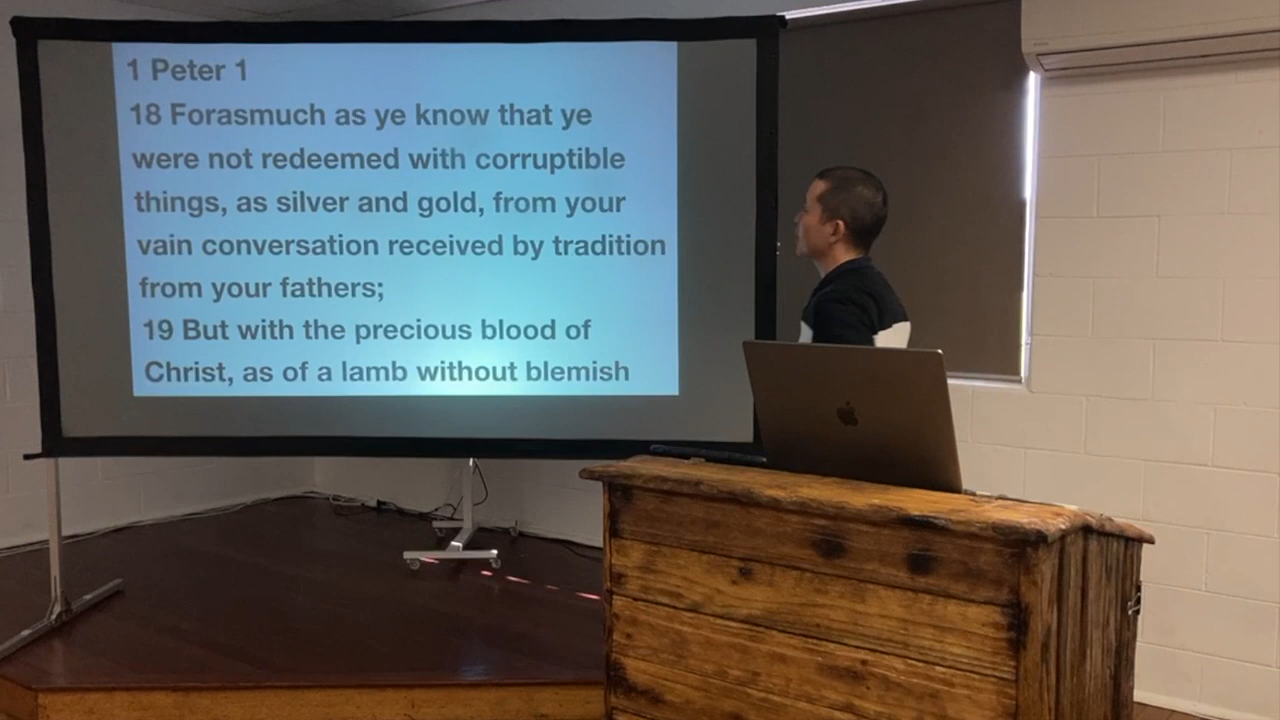 1 Peter 1
18 Forasmuch as ye know that ye
were not redeemed with corruptible
things, as silver and gold, from your
vain conversation received by tradition
from your fathers;
19 But with the precious blood of
Christ, as of a lamb without blemish